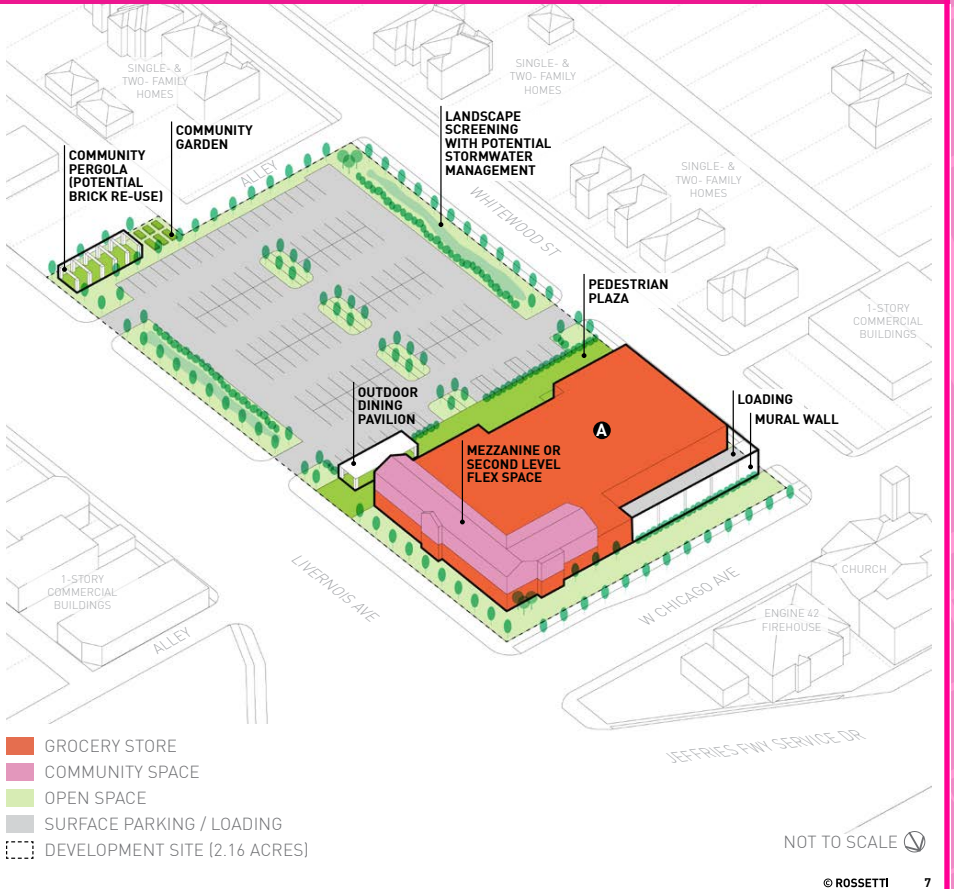 SINGLE- &
TWO- FAMILY
HOMES
SINGLE- &
TWO- FAMILY
HOMES
COMMUNITY
GARDEN
LANDSCAPE
SCREENING
WITH POTENTIAL
STORMWATER
MANAGEMENT
COMMUNITY
PERGOLA
(POTENTIAL
BRICK RE-USE)
ALLEY
WHITEWOOD ST
SINGLE- &
TWO- FAMILY
HOMES
PEDESTRIAN
PLAZA
1-STORY
COMMERCIAL
BUILDINGS
OUTDOOR
DINING
PAVILION
LOADING
MURAL WALL
A
MEZZANINE OR
SECOND LEVEL
FLEX SPACE
LIVERNOIS AVE
W CHICAGO AVE
CHURCH
ENGINE 42
FIREHOUSE
1-STORY
COMMERCIAL
BUILDINGS
ALLEY
JEFFRIES FWY SERVICE DR
GROCERY STORE
COMMUNITY SPACE
OPEN SPACE
SURFACE PARKING / LOADING
DEVELOPMENT SITE (2.16 ACRES)
NOT TO SCALE
© ROSSETTI 7